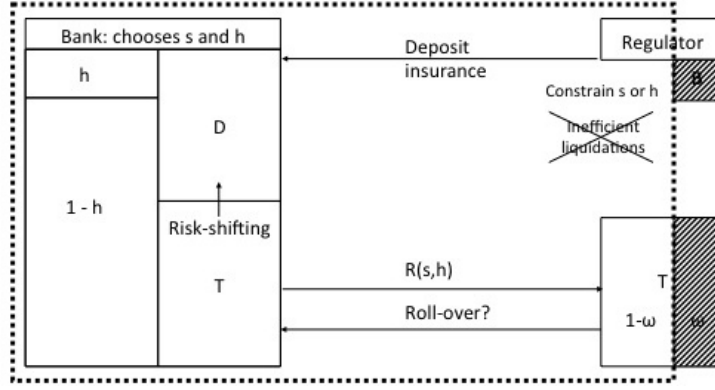 Bank: chooses s and h
Regulator
Deposit
insurance
h
B
Constrain s or h
Inefficient
liquidations
D
1 - h
Risk-shifting
R(s,h)
T
T
Roll-over?
1-ω
ω